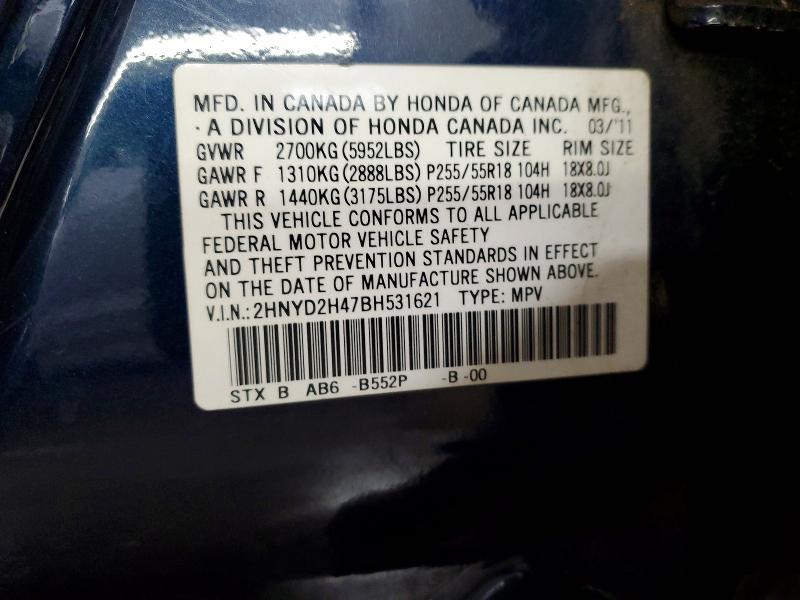 MFD. IN CANADA BY HONDA OF CANADA MFG.,
· A DIVISION OF HONDA CANADA INC. 03/'11
GVWR 2700KG (5952LBS) TIRE SIZE RIM SIZE
GAWR F 1310KG (2888LBS) P255/55R18 104H 18X8.0J
GAWR R 1440KG (3175LBS) P255/55R18 104H 18X8.0J
THIS VEHICLE CONFORMS TO ALL APPLICABLE
FEDERAL MOTOR VEHICLE SAFETY
AND THEFT PREVENTION STANDARDS IN EFFECT
ON THE DATE OF MANUFACTURE SHOWN ABOVE.
V.I.N.: 2HNYD2H47BH531621 TYPE: MPV
STX B AB6 -B552P -B -00